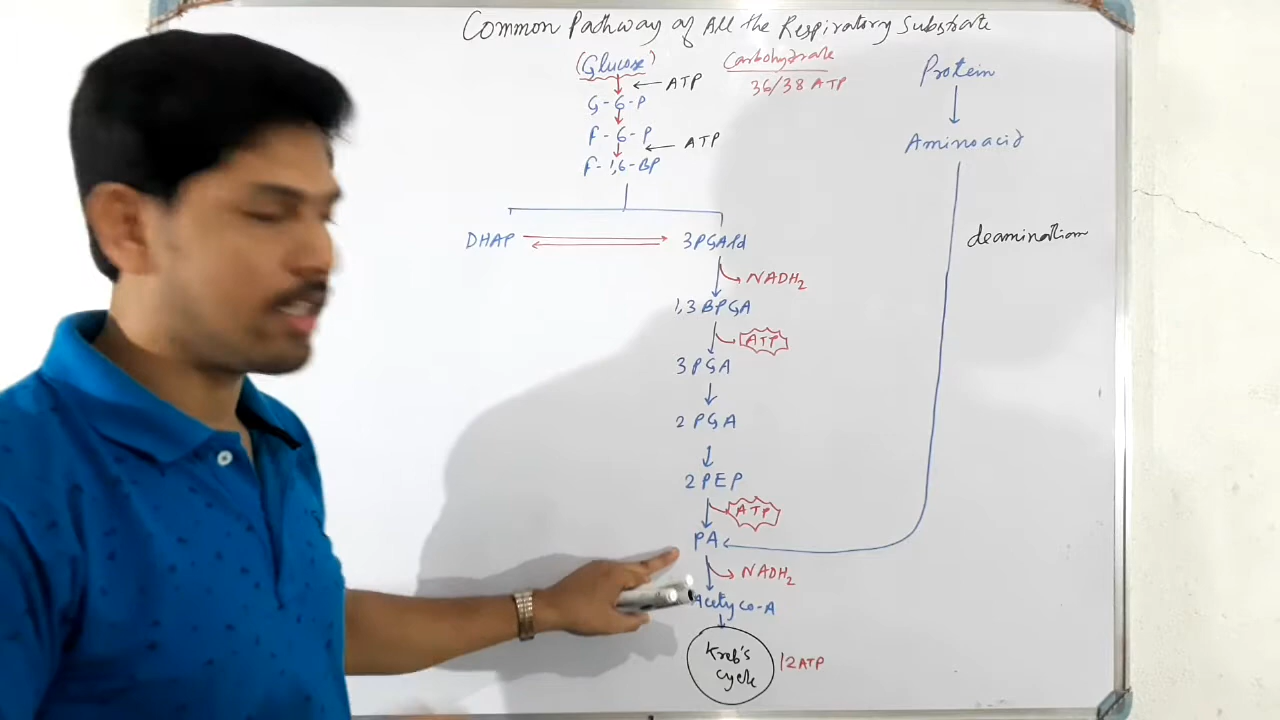 Common Pathway of All the Respiratory Substrate
(Glucose)
Carbohydrate
36/38 ATP
ATP
G-6-P
F-6-P
ATP
F-1,6-BP
DHAP
3PGAld
NADH2
1,3 BPGA
ATP
3PGA
2PGA
2PEP
ATP
PA
NADH2
Acety co-A
Kreb's
cycle
12ATP
Protein
Aminoacid
deamination